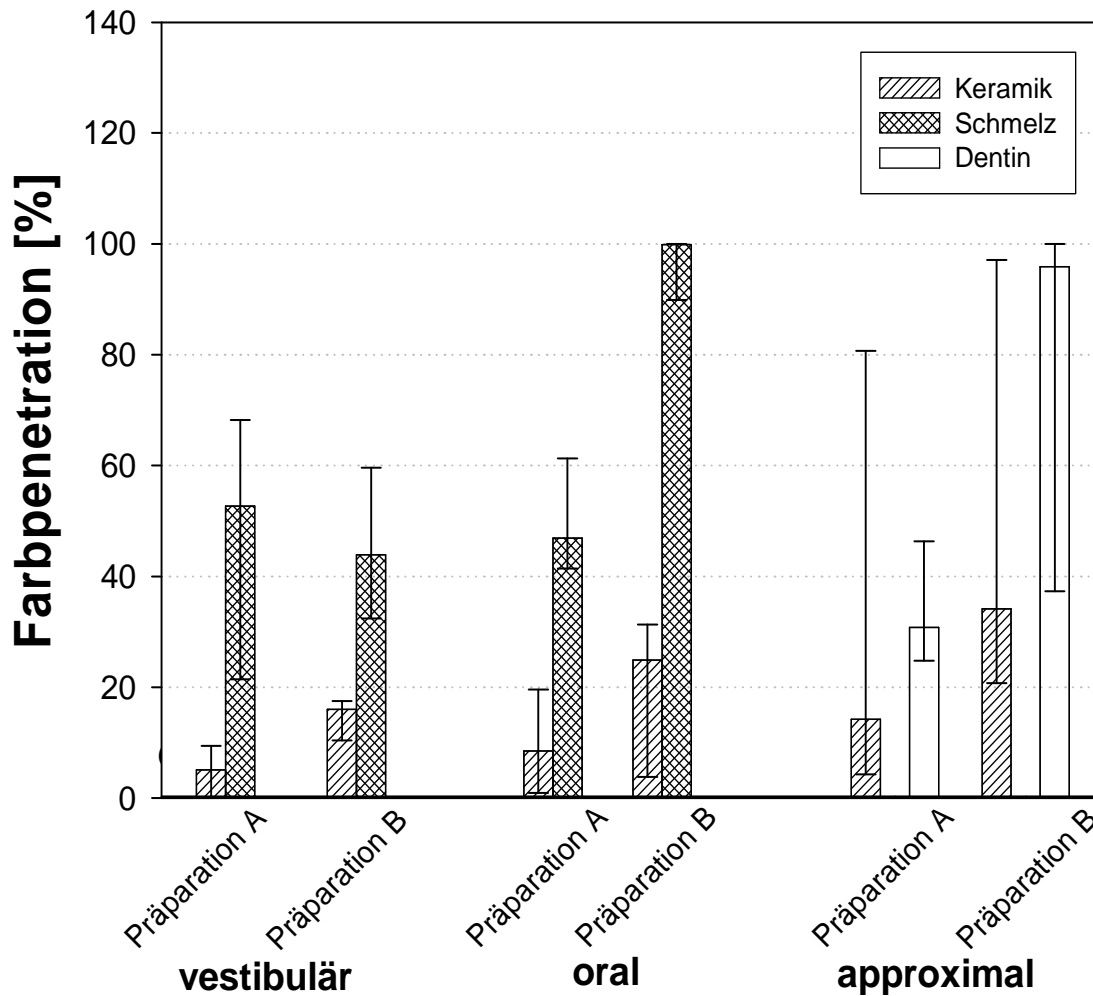 Farbpenetration [%]
140
120
100
80
60
40
20
0
Keramik
Schmelz
Dentin
Präparation A
Präparation B
Präparation A
Präparation B
Präparation A
Präparation B
vestibulär
oral
approximal